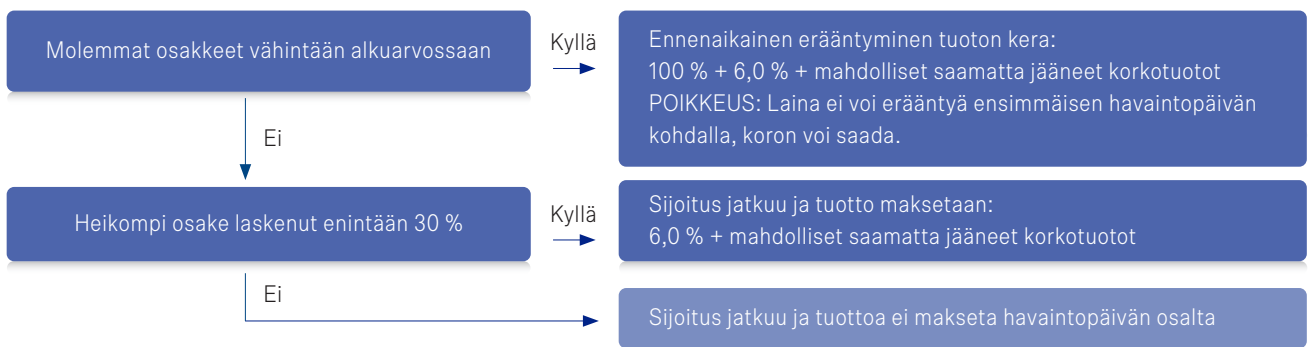 Molemmat osakkeet vähintään alkuarvossaan
Kyllä
Ennenaikainen erääntyminen tuoton kera:
100 % + 6,0 % + mahdolliset saamatta jääneet korkotuotot
POIKKEUS: Laina ei voi erääntyä ensimmäisen havaintopäivän
kohdalla, koron voi saada.
Ei
Heikompi osake laskenut enintään 30 %
Kyllä
Sijoitus jatkuu ja tuotto maksetaan:
6,0 % + mahdolliset saamatta jääneet korkotuotot
Ei
Sijoitus jatkuu ja tuottoa ei makseta havaintopäivän osalta